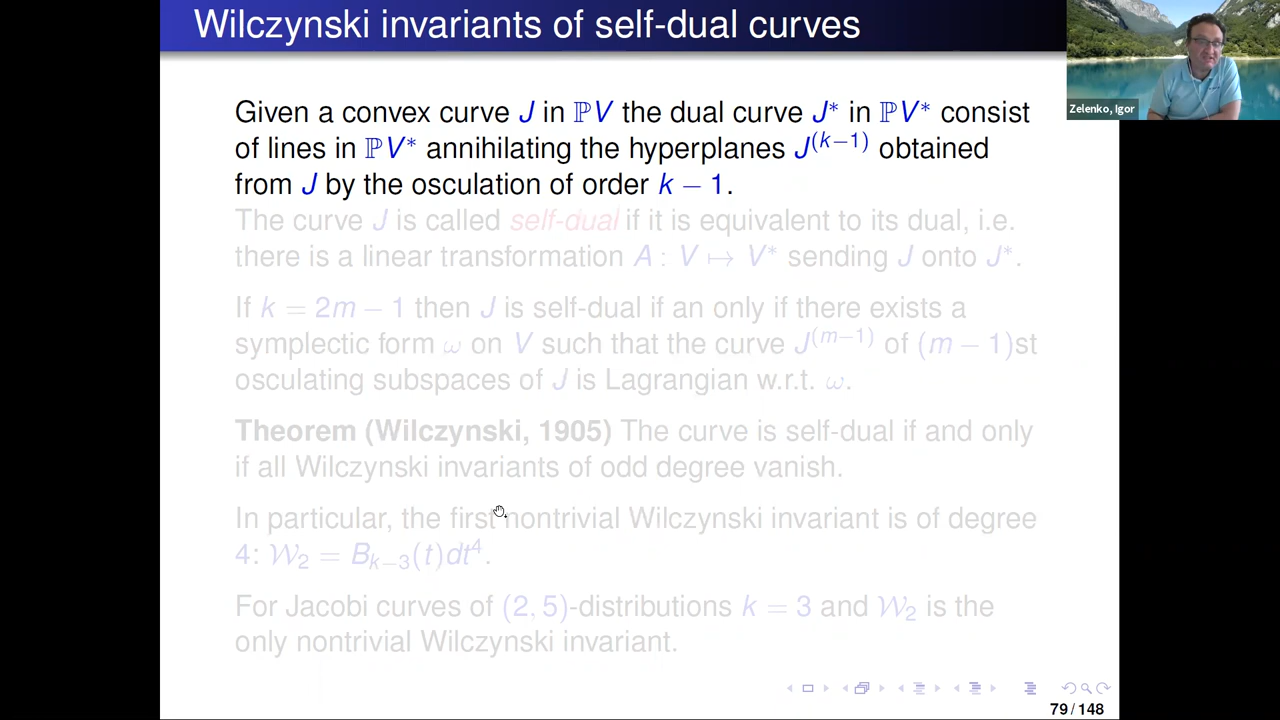 Wilczynski invariants of self-dual curves
Zelenko, Igor
Given a convex curve J in ℙV the dual curve J* in ℙV* consist
of lines in ℙV* annihilating the hyperplanes J^(k−1) obtained
from J by the osculation of order k − 1.
The curve J is called self-dual if it is equivalent to its dual, i.e.
there is a linear transformation A : V ↦ V* sending J onto J*.
If k = 2m − 1 then J is self-dual if an only if there exists a
symplectic form ω on V such that the curve J^(m−1) of (m − 1)st
osculating subspaces of J is Lagrangian w.r.t. ω.
Theorem (Wilczynski, 1905) The curve is self-dual if and only
if all Wilczynski invariants of odd degree vanish.
In particular, the first nontrivial Wilczynski invariant is of degree
4: 𝒲₂ = B_{k−3}(t)dt⁴.
For Jacobi curves of (2, 5)-distributions k = 3 and 𝒲₂ is the
only nontrivial Wilczynski invariant.
79 / 148